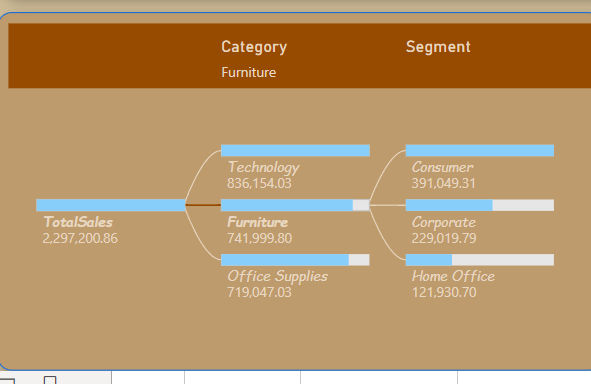 Category
Segment
Furniture
Technology
836,154.03
Consumer
391,049.31
TotalSales
2,297,200.86
Furniture
741,999.80
Corporate
229,019.79
Office Supplies
719,047.03
Home Office
121,930.70